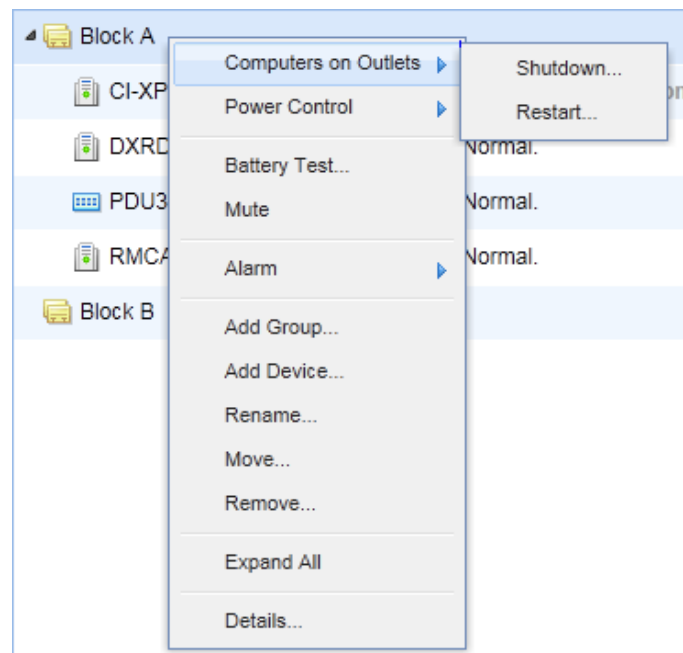 Block A
Computers on Outlets
Shutdown...
CI-XP
Power Control
Restart...
DXRD
Normal.
Battery Test...
PDU3
Mute
Normal.
RMCA
Alarm
Normal.
Block B
Add Group...
Add Device...
Rename...
Move...
Remove...
Expand All
Details...